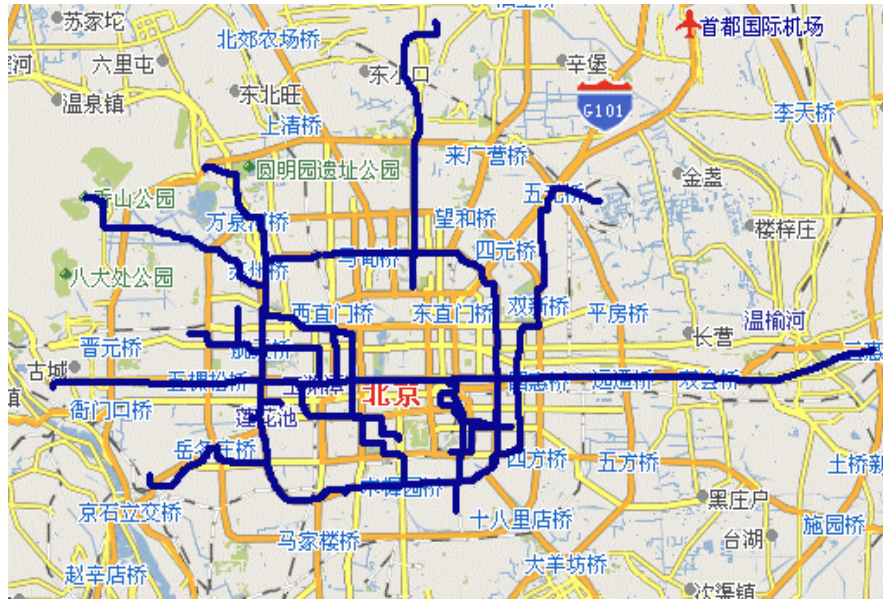 苏家坨
北郊农场桥
首都国际机场
六里屯
东小口
辛堡
温泉镇
东北旺
G101
李天桥
上清桥
来广营桥
圆明园遗址公园
金盏
香山公园
五元桥
万泉河桥
望和桥
楼梓庄
四元桥
马甸桥
苏州桥
八大处公园
西直门桥
东直门桥
平房桥
温榆河
长营
晋元桥
航天桥
古城
五棵松桥
玉渊潭
四惠桥
远通桥
双会桥
北京
镇
衙门口桥
莲花池
岳各庄桥
四方桥
五方桥
土桥新
木樨园桥
黑庄户
京石立交桥
十八里店桥
施园桥
马家楼桥
台湖
赵辛店桥
大羊坊桥
次渠镇